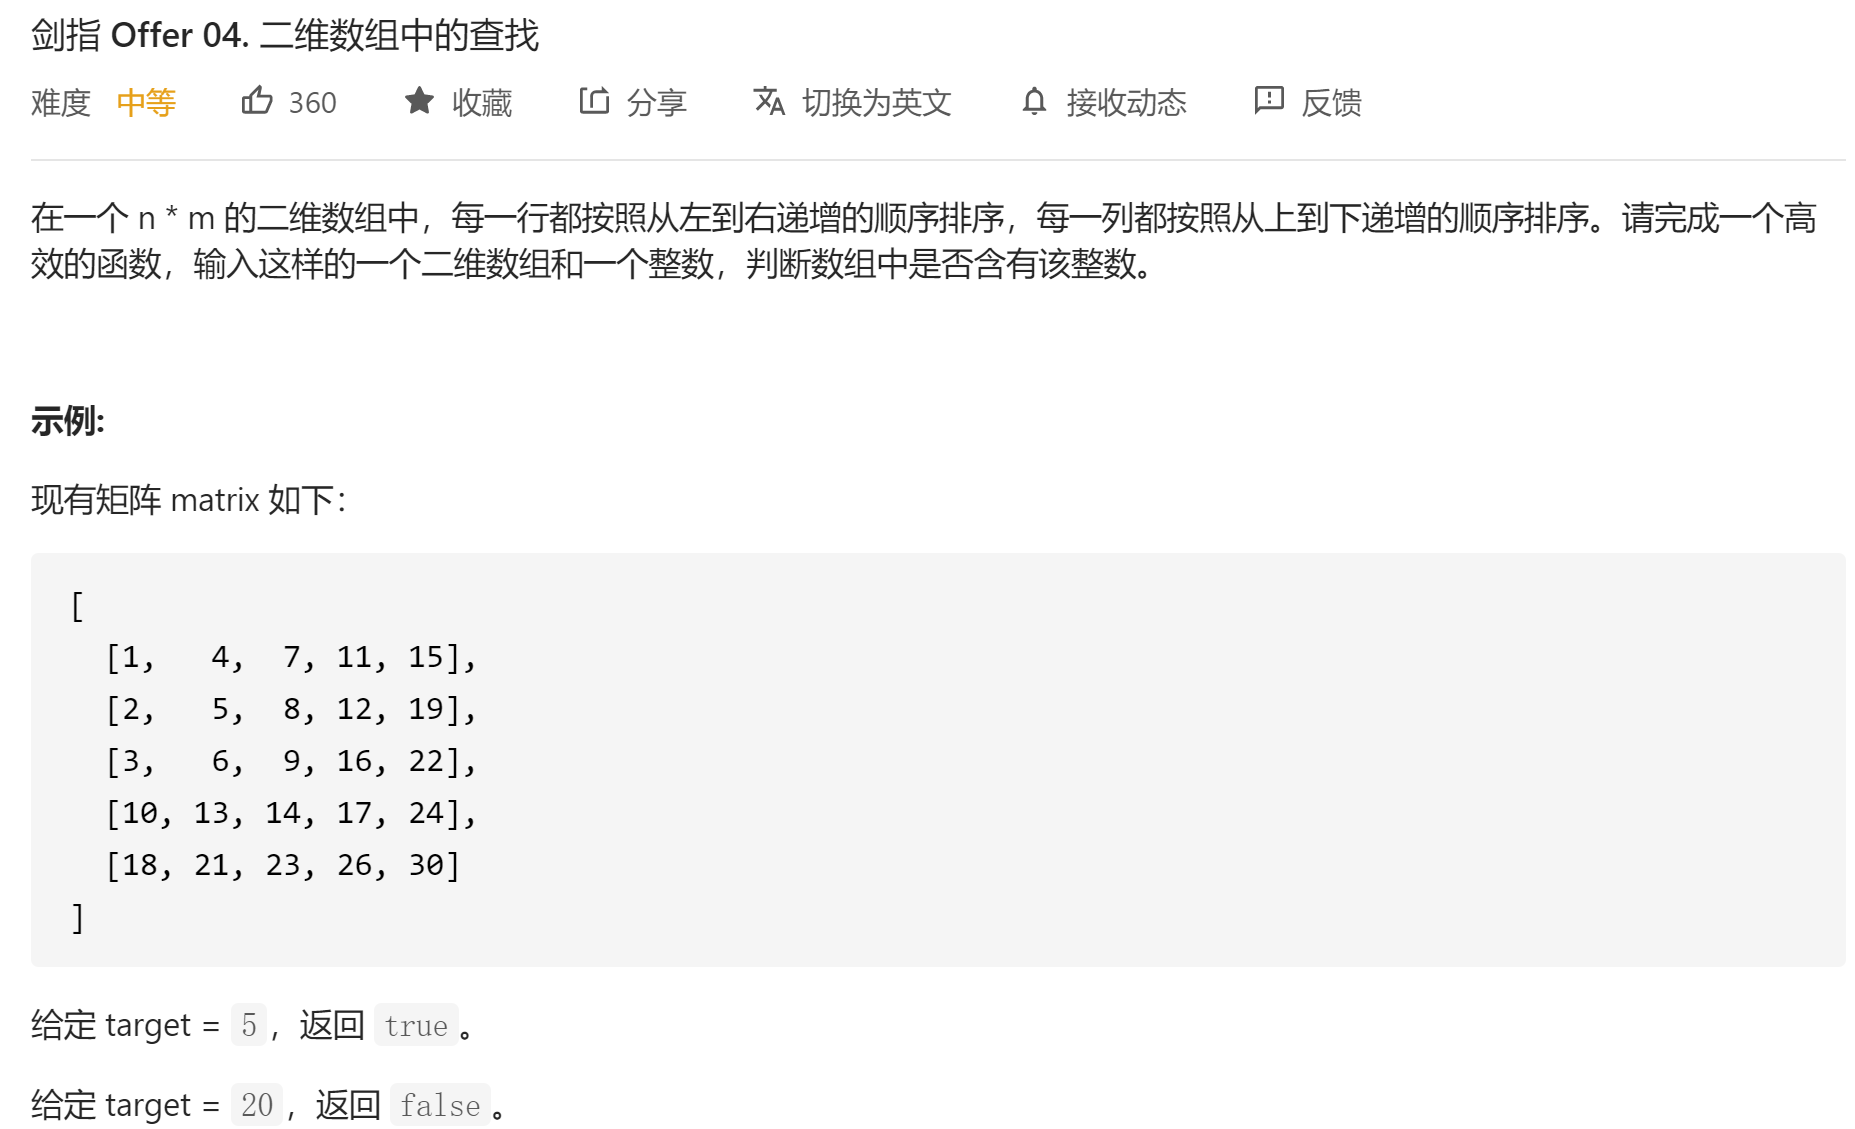 剑指 Offer 04. 二维数组中的查找
难度 中等 360 收藏 分享 切换为英文 接收动态 反馈
在一个 n * m 的二维数组中，每一行都按照从左到右递增的顺序排序，每一列都按照从上到下递增的顺序排序。请完成一个高
效的函数，输入这样的一个二维数组和一个整数，判断数组中是否含有该整数。
示例:
现有矩阵 matrix 如下：
[
  [1,   4,  7, 11, 15],
  [2,   5,  8, 12, 19],
  [3,   6,  9, 16, 22],
  [10, 13, 14, 17, 24],
  [18, 21, 23, 26, 30]
]
给定 target = 5，返回 true。
给定 target = 20，返回 false。